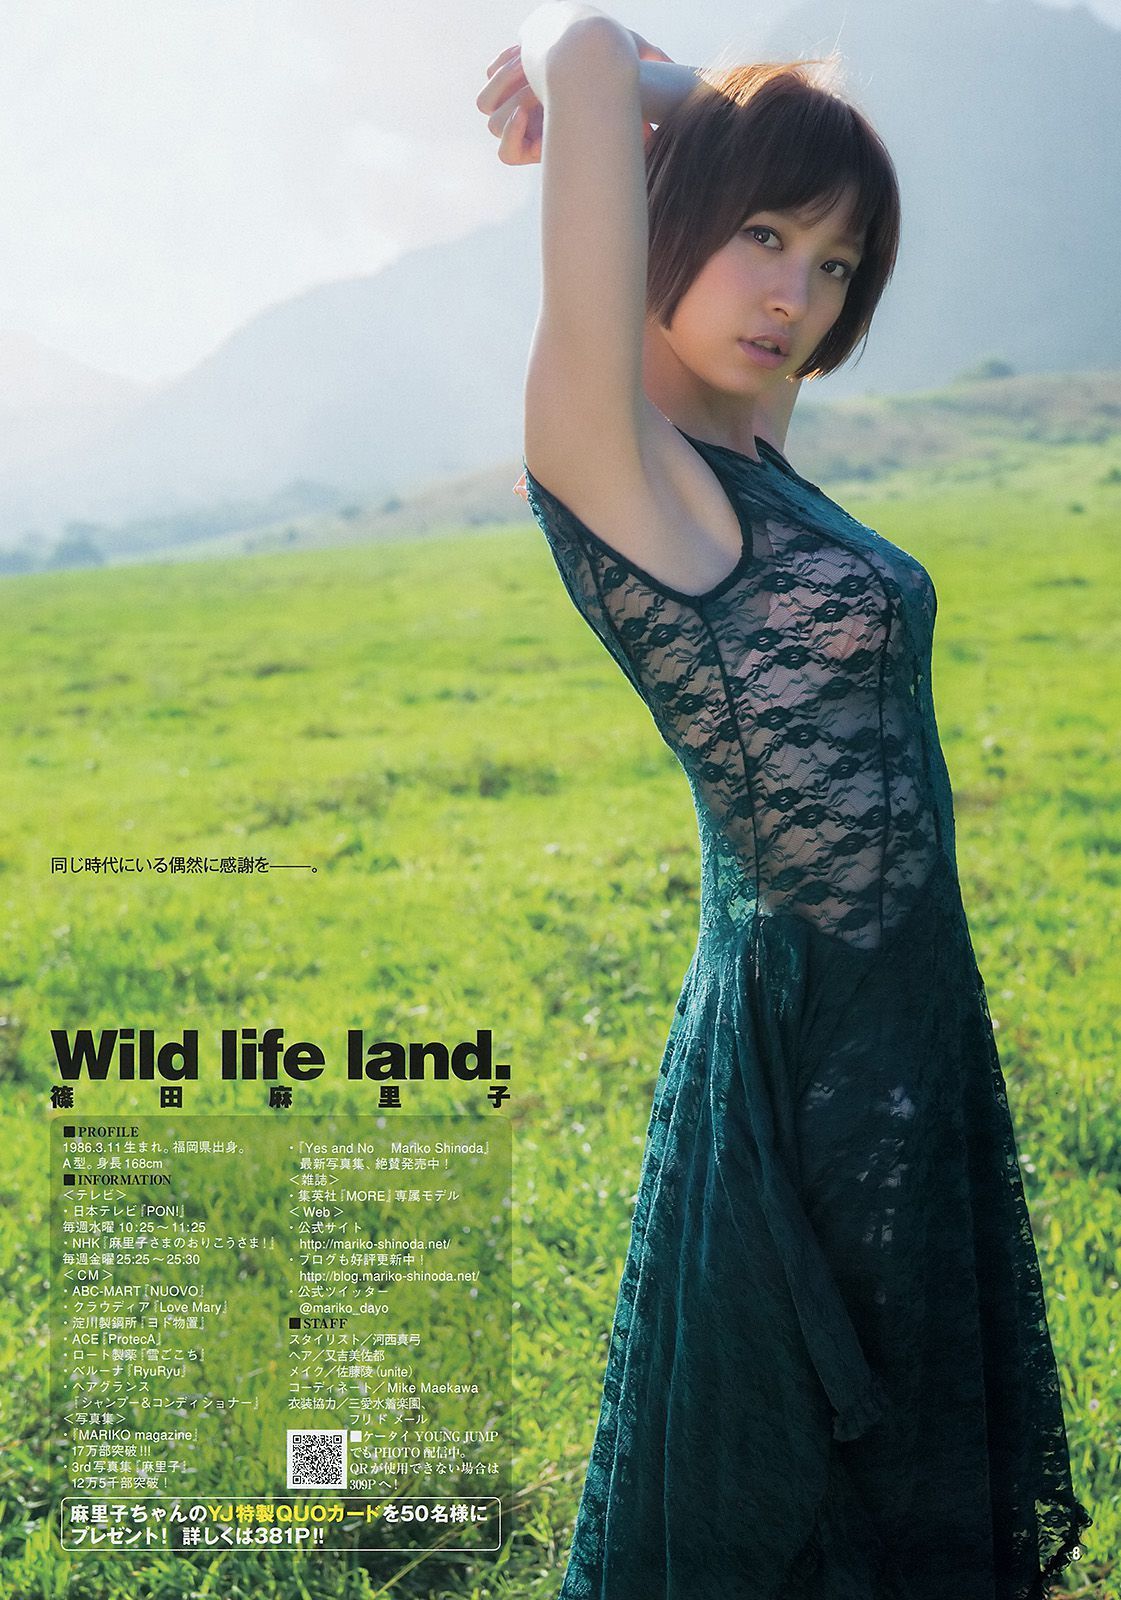 同じ時代にいる偶然に感謝を――。
Wild life land.
篠田麻里子
■PROFILE
1986.3.11生まれ。福岡県出身。
A型。身長168cm
■INFORMATION
＜テレビ＞
・日本テレビ『PON!』
毎週水曜10:25〜11:25
・NHK『麻里子さまのおりこうさま!』
毎週金曜25:25〜25:30
＜CM＞
・ABC-MART『NUOVO』
・クラウディア『Love Mary』
・淀川製鋼所『ヨド物置』
・ACE『ProtecA』
・ロート製薬『雪ごこち』
・ベルーナ『RyuRyu』
・ヘアグランス
『シャンプー&コンディショナー』
＜写真集＞
・『MARIKO magazine』
17万部突破!!!
・3rd写真集『麻里子』
12万5千部突破!
・『Yes and No Mariko Shinoda』
最新写真集、絶賛発売中!
＜雑誌＞
・集英社『MORE』専属モデル
＜Web＞
・公式サイト
http://mariko-shinoda.net/
・ブログも好評更新中!
http://blog.mariko-shinoda.net/
・公式ツイッター
@mariko_dayo
■STAFF
スタイリスト／河西真弓
ヘア／又吉美佐都
メイク／佐藤陵(unite)
コーディネート／Mike Maekawa
衣装協力／三愛水着楽園、
フリ ド メール
■ケータイYOUNG JUMP
でもPHOTO配信中。
QRが使用できない場合は
309Pへ!
麻里子ちゃんのYJ特製QUOカードを50名様に
プレゼント! 詳しくは381P!!
8